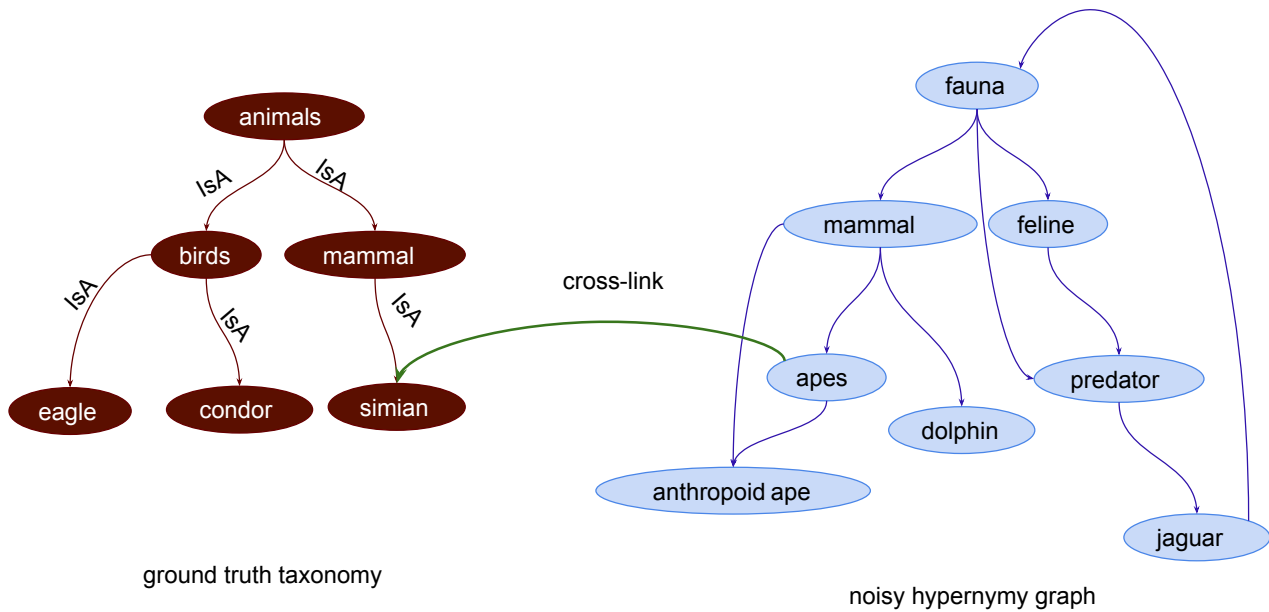 fauna
animals
IsA
IsA
mammal
feline
birds
mammal
cross-link
IsA
IsA
IsA
apes
predator
eagle
condor
simian
dolphin
anthropoid ape
jaguar
ground truth taxonomy
noisy hypernymy graph